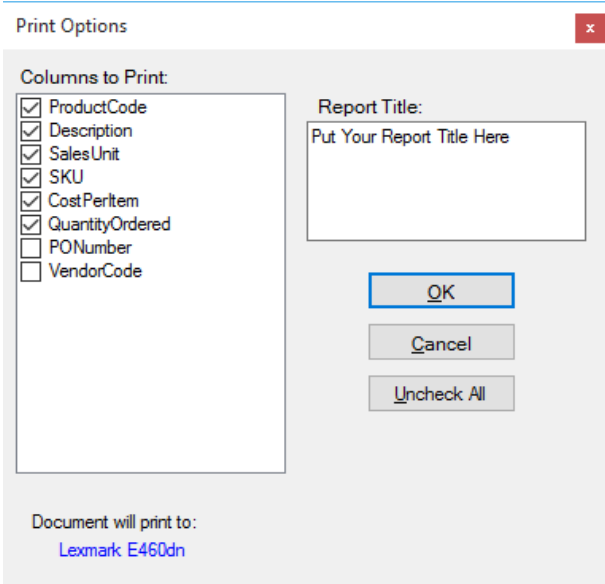 Print Options
x
Columns to Print:
ProductCode
Description
SalesUnit
SKU
CostPerItem
QuantityOrdered
PONumber
VendorCode
Report Title:
Put Your Report Title Here
OK
Cancel
Uncheck All
Document will print to:
Lexmark E460dn